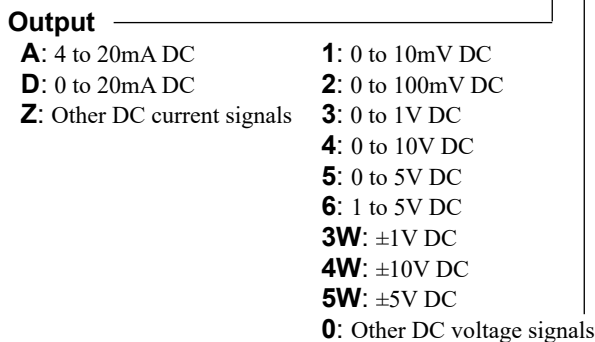 Output
A: 4 to 20mA DC
D: 0 to 20mA DC
Z: Other DC current signals
1: 0 to 10mV DC
2: 0 to 100mV DC
3: 0 to 1V DC
4: 0 to 10V DC
5: 0 to 5V DC
6: 1 to 5V DC
3W: ±1V DC
4W: ±10V DC
5W: ±5V DC
0: Other DC voltage signals